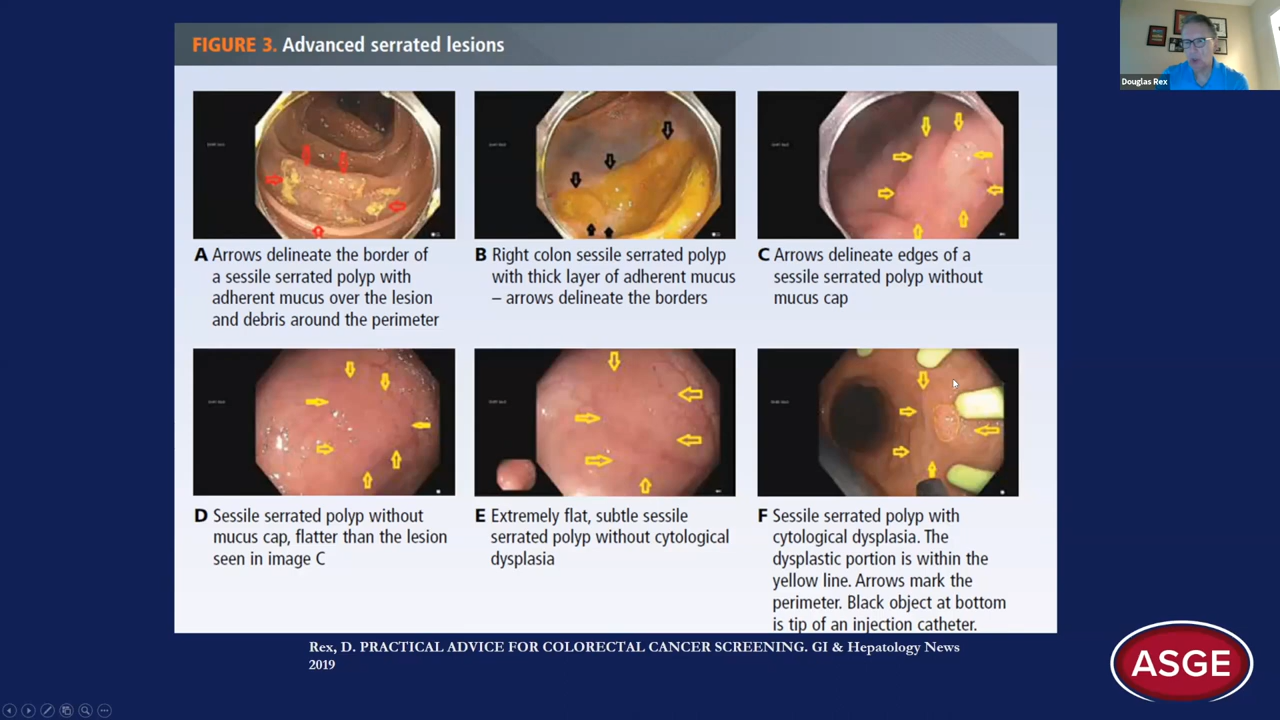 FIGURE 3. Advanced serrated lesions
Douglas Rex
A Arrows delineate the border of
a sessile serrated polyp with
adherent mucus over the lesion
and debris around the perimeter
B Right colon sessile serrated polyp
with thick layer of adherent mucus
– arrows delineate the borders
C Arrows delineate edges of a
sessile serrated polyp without
mucus cap
D Sessile serrated polyp without
mucus cap, flatter than the lesion
seen in image C
E Extremely flat, subtle sessile
serrated polyp without cytological
dysplasia
F Sessile serrated polyp with
cytological dysplasia. The
dysplastic portion is within the
yellow line. Arrows mark the
perimeter. Black object at bottom
is tip of an injection catheter.
Rex, D. PRACTICAL ADVICE FOR COLORECTAL CANCER SCREENING. GI & Hepatology News
2019
ASGE